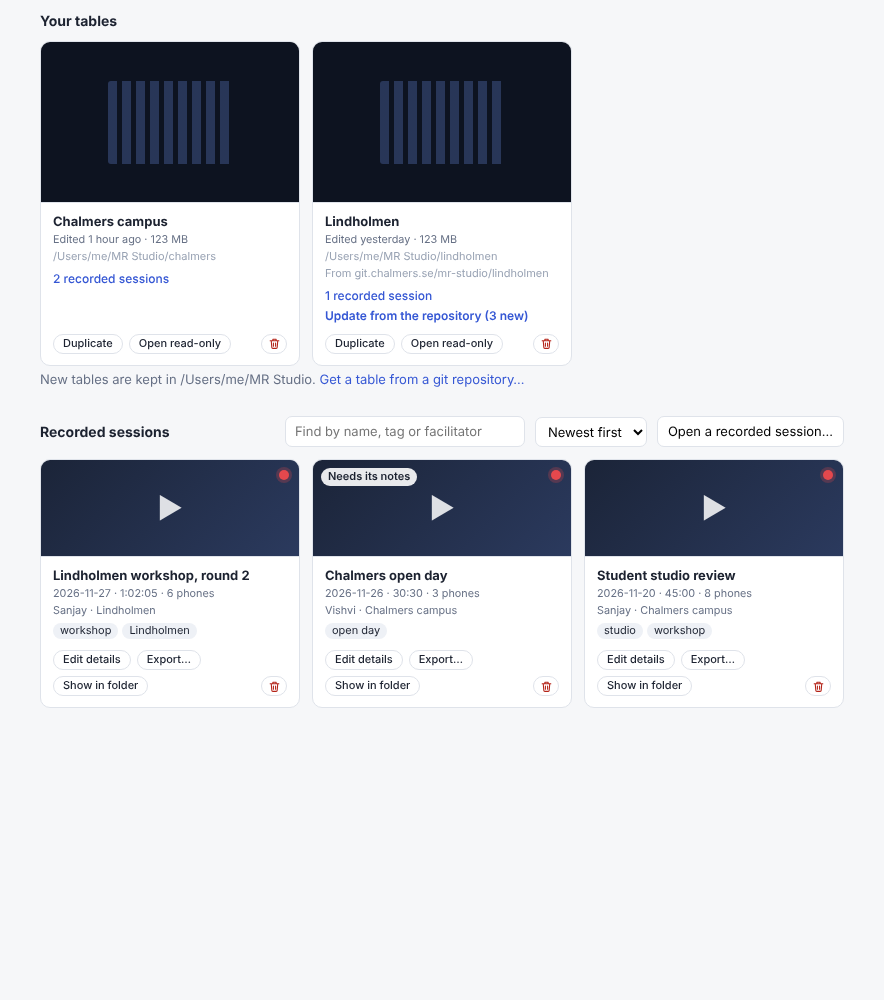 Your tables
Chalmers campus
Edited 1 hour ago · 123 MB
/Users/me/MR Studio/chalmers
2 recorded sessions
Duplicate
Open read-only
Lindholmen
Edited yesterday · 123 MB
/Users/me/MR Studio/lindholmen
From git.chalmers.se/mr-studio/lindholmen
1 recorded session
Update from the repository (3 new)
Duplicate
Open read-only
New tables are kept in /Users/me/MR Studio. Get a table from a git repository...
Recorded sessions
Find by name, tag or facilitator
Newest first
Open a recorded session...
Lindholmen workshop, round 2
2026-11-27 · 1:02:05 · 6 phones
Sanjay · Lindholmen
workshop
Lindholmen
Edit details
Export...
Show in folder
Needs its notes
Chalmers open day
2026-11-26 · 30:30 · 3 phones
Vishvi · Chalmers campus
open day
Edit details
Export...
Show in folder
Student studio review
2026-11-20 · 45:00 · 8 phones
Sanjay · Chalmers campus
studio
workshop
Edit details
Export...
Show in folder